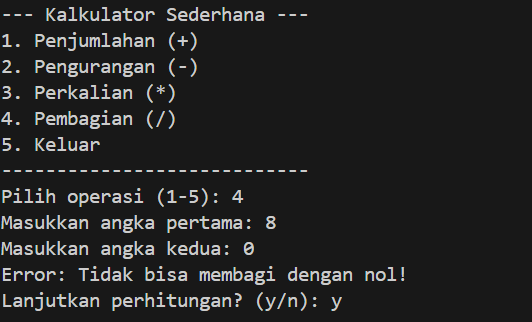 --- Kalkulator Sederhana ---
1. Penjumlahan (+)
2. Pengurangan (-)
3. Perkalian (*)
4. Pembagian (/)
5. Keluar
----------------------------
Pilih operasi (1-5): 4
Masukkan angka pertama: 8
Masukkan angka kedua: 0
Error: Tidak bisa membagi dengan nol!
Lanjutkan perhitungan? (y/n): y